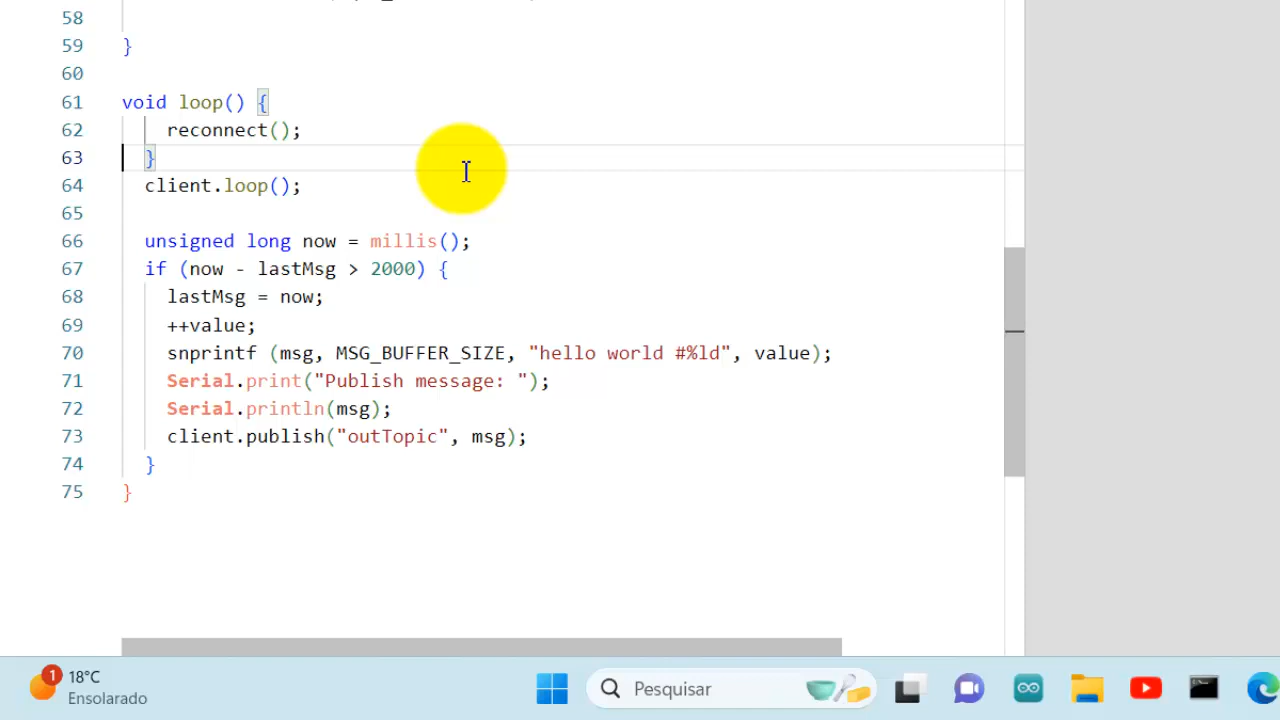 58
59 }
60
61 void loop() {
62 reconnect();
63 }
64 client.loop();
65
66 unsigned long now = millis();
67 if (now - lastMsg > 2000) {
68 lastMsg = now;
69 ++value;
70 snprintf (msg, MSG_BUFFER_SIZE, "hello world #%ld", value);
71 Serial.print("Publish message: ");
72 Serial.println(msg);
73 client.publish("outTopic", msg);
74 }
75 }
1 18°C
Ensolarado
Pesquisar